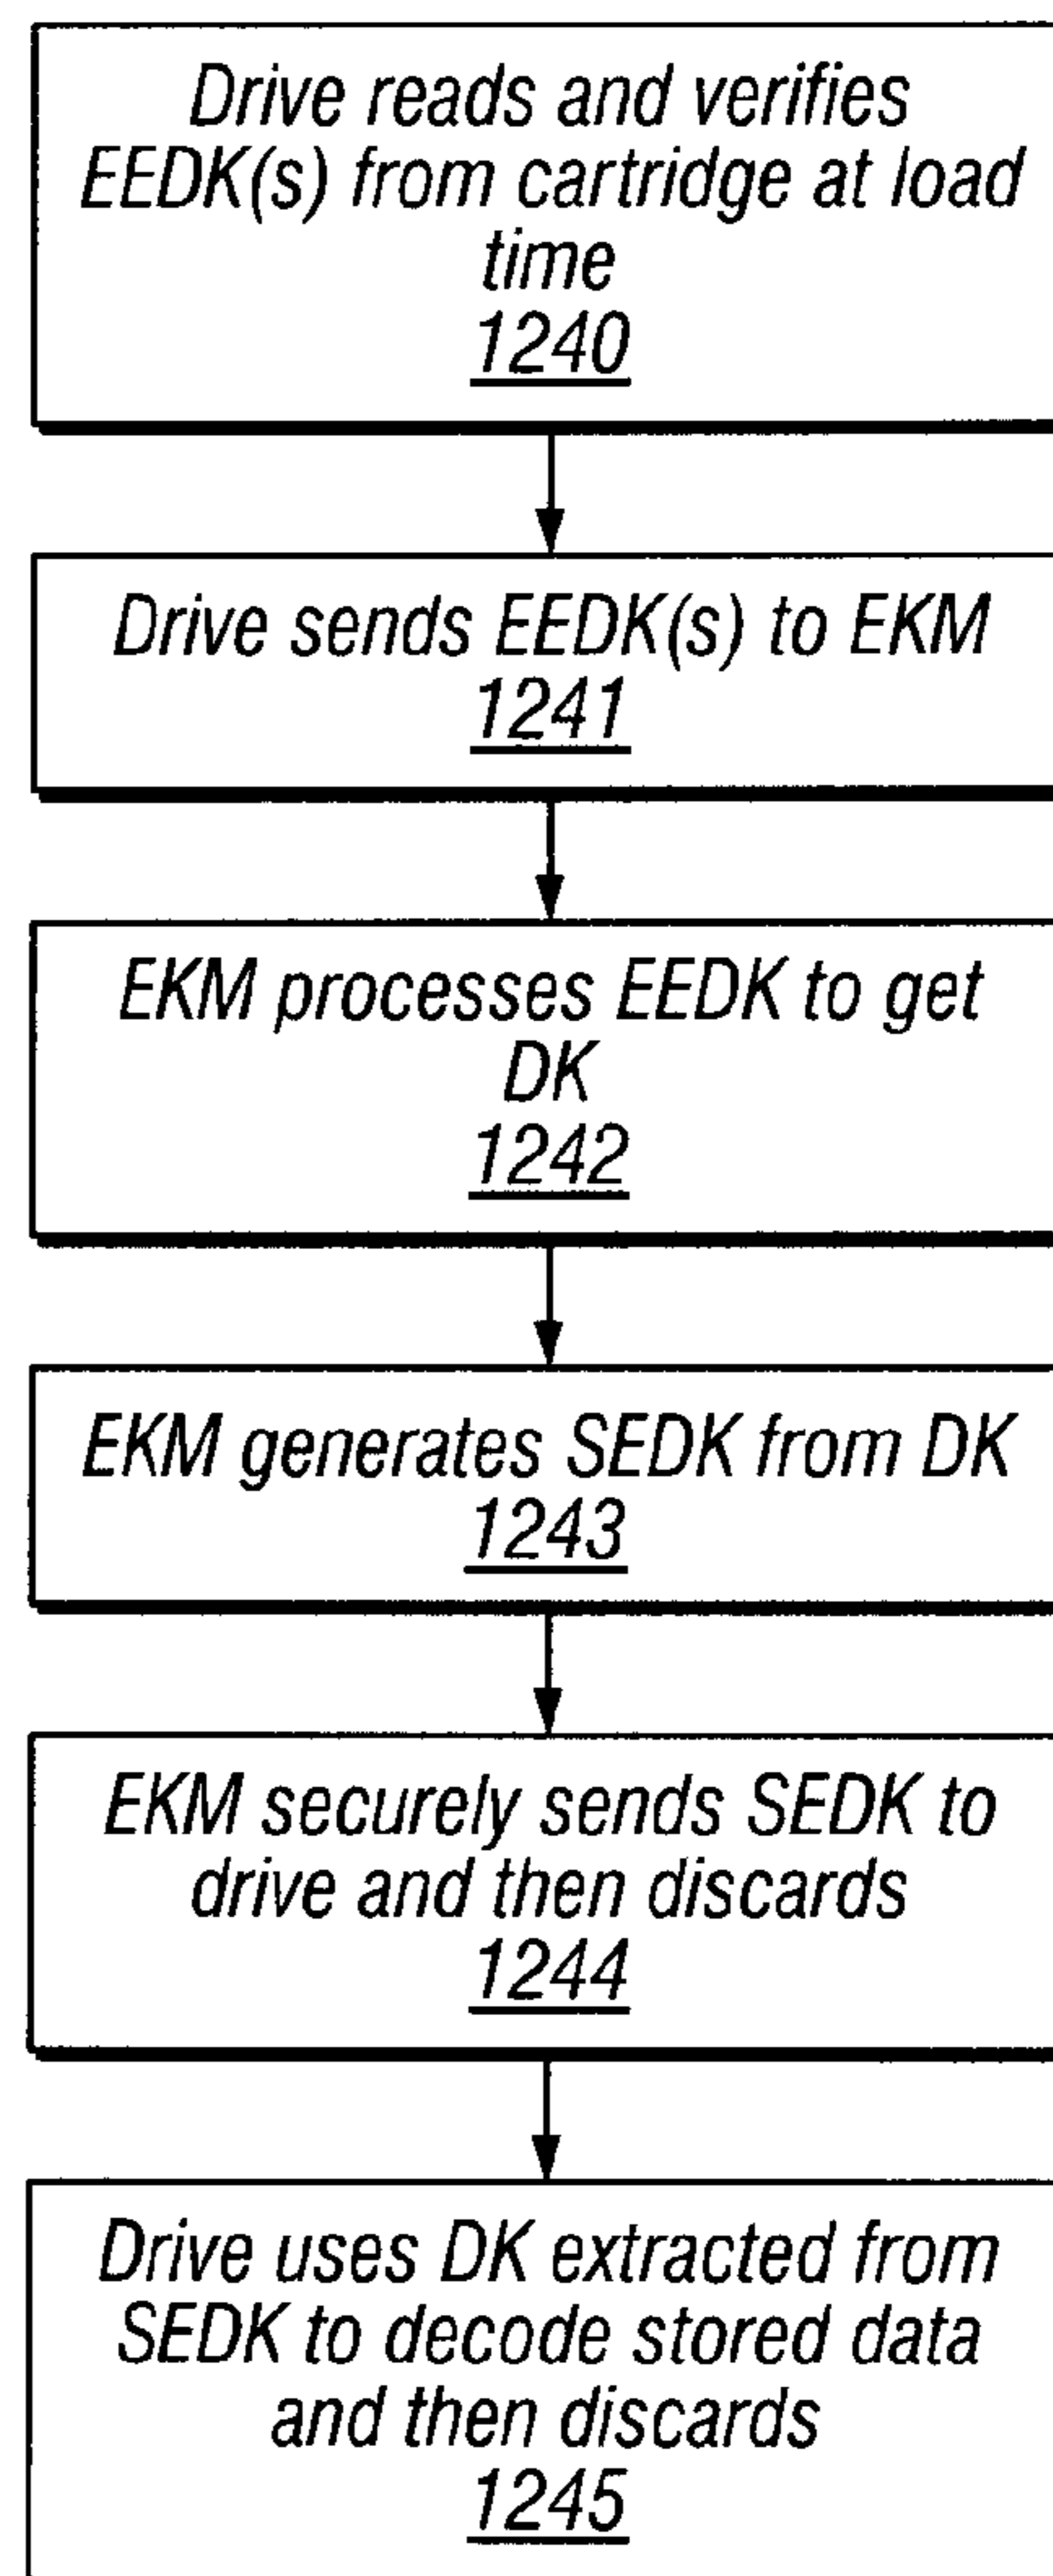 Drive reads and verifies
EEDK(s) from cartridge at load
time
1240
Drive sends EEDK(s) to EKM
1241
EKM processes EEDK to get
DK
1242
EKM generates SEDK from DK
1243
EKM securely sends SEDK to
drive and then discards
1244
Drive uses DK extracted from
SEDK to decode stored data
and then discards
1245